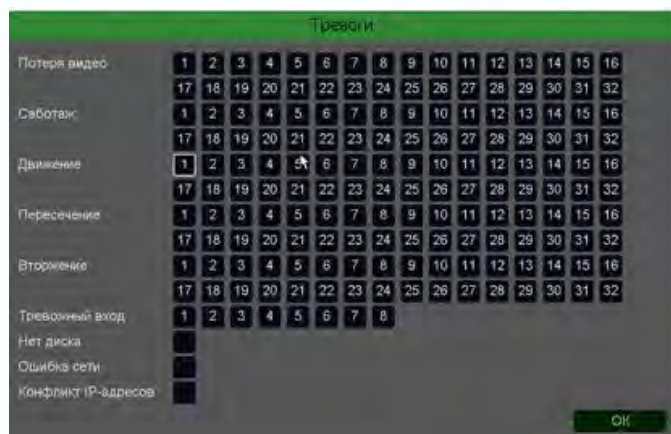 Тревоги
Потеря видео 1 2 3 4 5 6 7 8 9 10 11 12 13 14 15 16
17 18 19 20 21 22 23 24 25 26 27 28 29 30 31 32
Саботаж 1 2 3 4 5 6 7 8 9 10 11 12 13 14 15 16
17 18 19 20 21 22 23 24 25 26 27 28 29 30 31 32
Движение 1 2 3 4 5 6 7 8 9 10 11 12 13 14 15 16
17 18 19 20 21 22 23 24 25 26 27 28 29 30 31 32
Пересечение 1 2 3 4 5 6 7 8 9 10 11 12 13 14 15 16
17 18 19 20 21 22 23 24 25 26 27 28 29 30 31 32
Вторжение 1 2 3 4 5 6 7 8 9 10 11 12 13 14 15 16
17 18 19 20 21 22 23 24 25 26 27 28 29 30 31 32
Тревожный вход 1 2 3 4 5 6 7 8
Нет диска
Ошибка сети
Конфликт IP-адресов
ОК